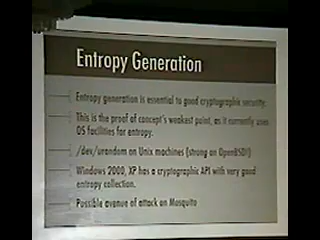 Entropy Generation
Entropy generation is essential to good cryptographic security.
This is the proof of concept's weakest point, as it currently uses
OS facilities for entropy.
/dev/urandom on Unix machines (strong on OpenBSD!)
Windows 2000, XP has a cryptographic API with very good
entropy collection.
Possible avenue of attack on Mosquito